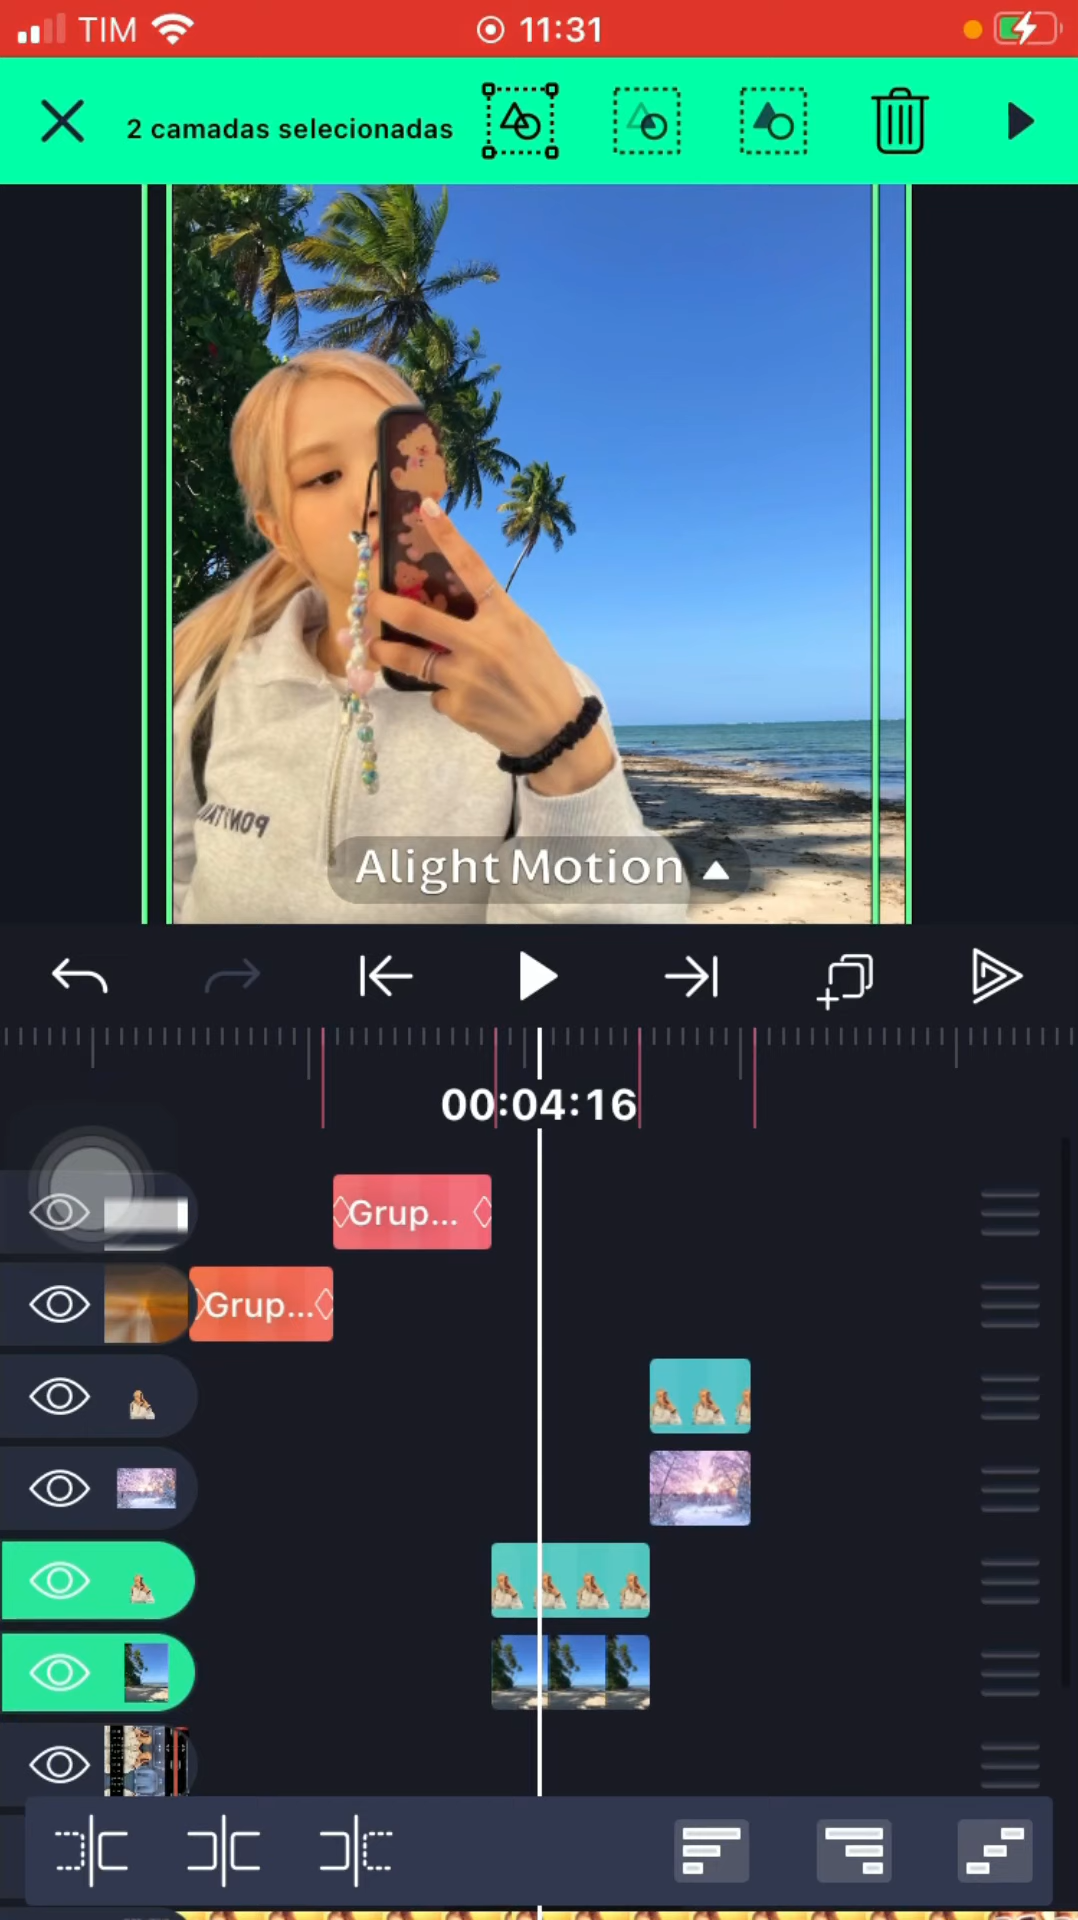 TIM 11:31
2 camadas selecionadas
Alight Motion
00:04:16
Grup...
Grup...